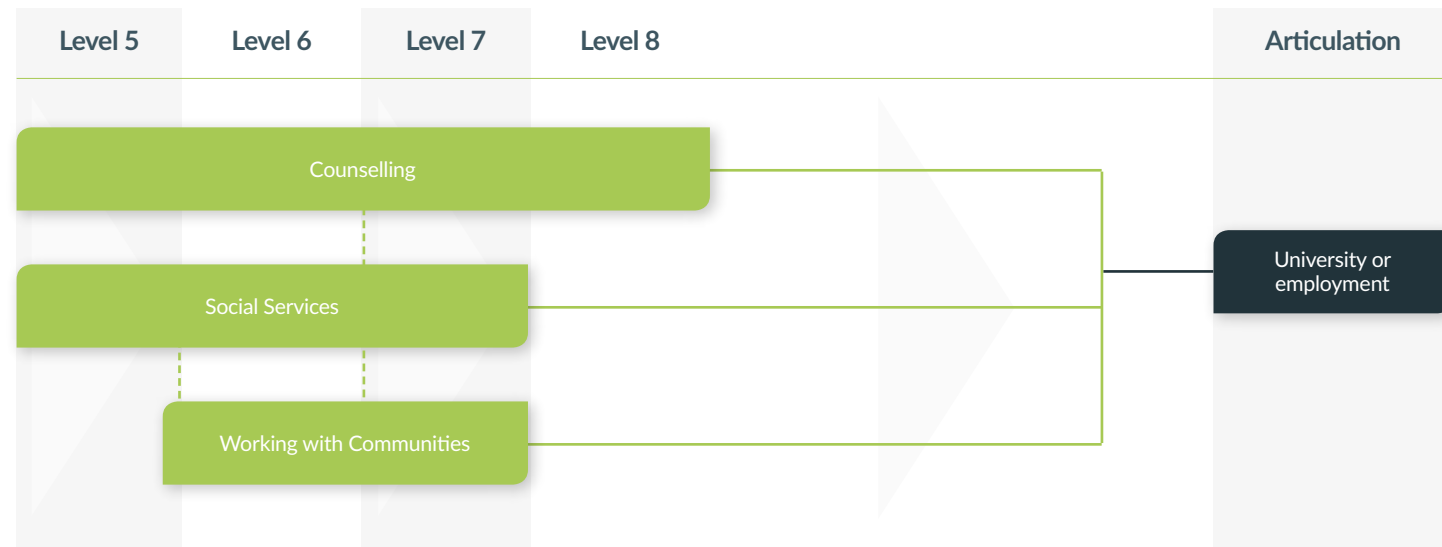 Level 5
Level 6
Level 7
Level 8
Articulation
Counselling
Social Services
Working with Communities
University or
employment